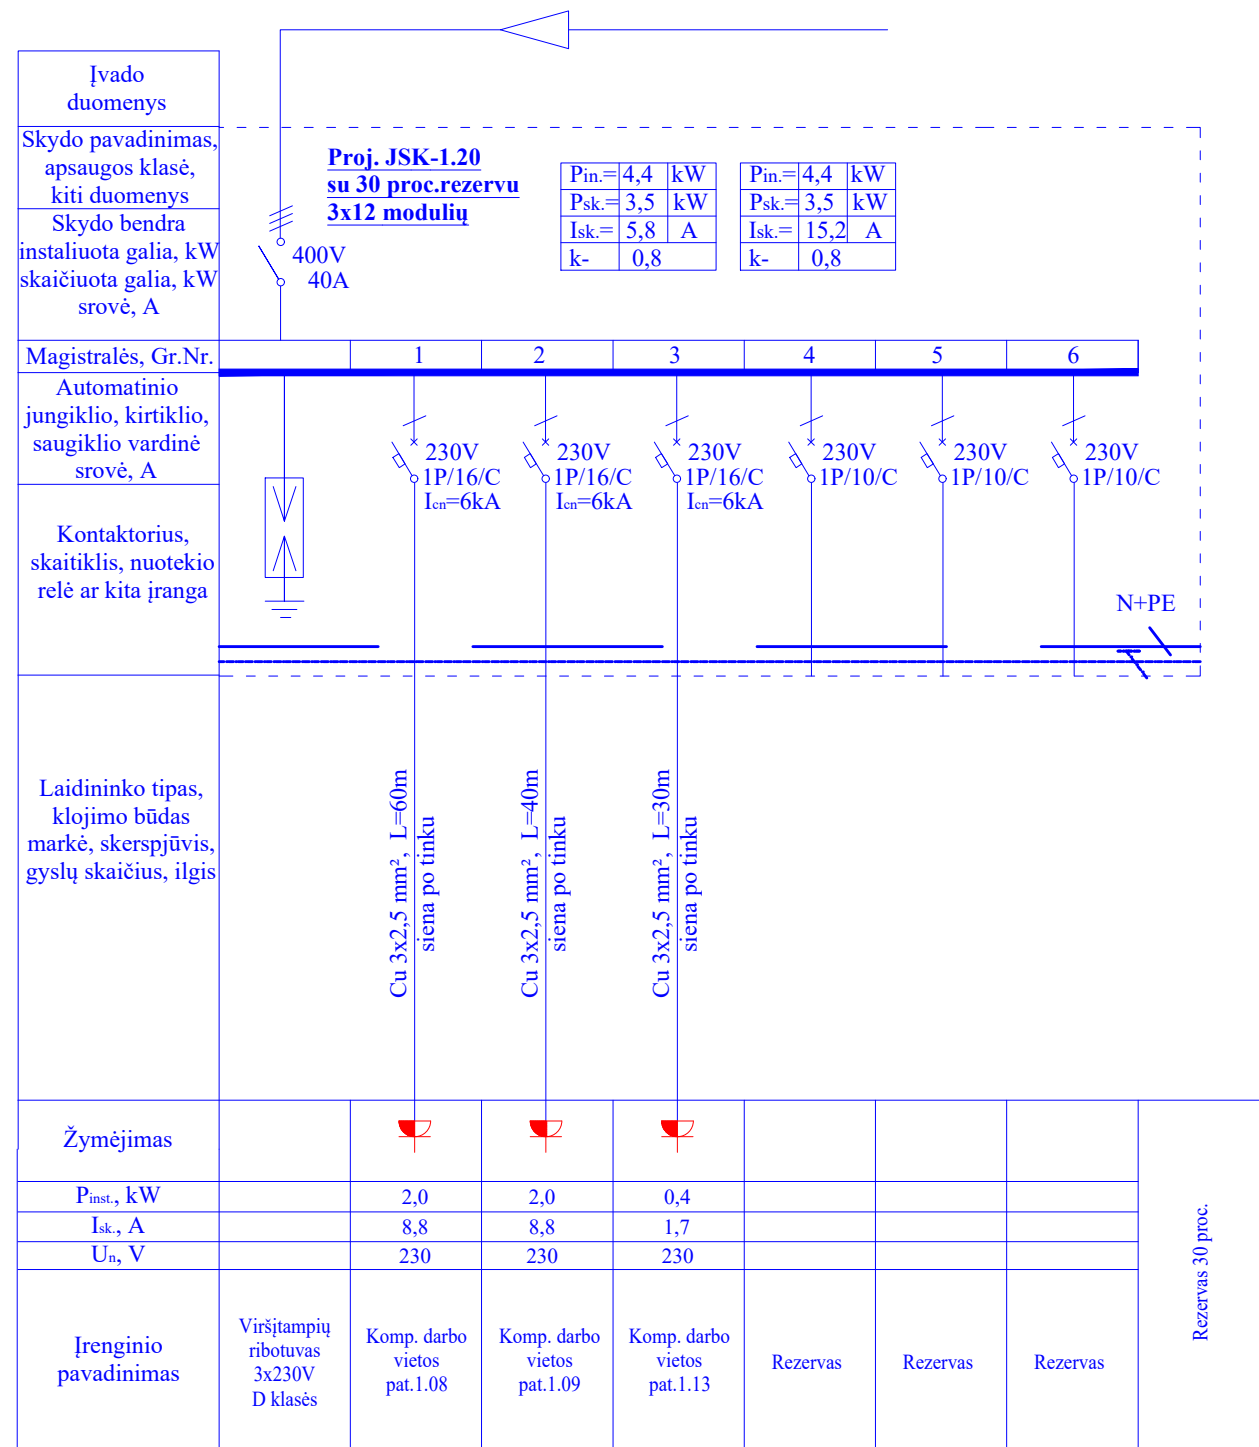 Įvado
duomenys
Skydo pavadinimas,
apsaugos klasė,
kiti duomenys
Skydo bendra
instaliuota galia, kW
skaičiuota galia, kW
srovė, A
Proj. JSK-1.20
su 30 proc.rezervu
3x12 modulių
Pin.= 4,4 kW
Psk.= 3,5 kW
Isk.= 5,8 A
k- 0,8
Pin.= 4,4 kW
Psk.= 3,5 kW
Isk.= 15,2 A
k- 0,8
400V
40A
Magistralės, Gr.Nr. 1 2 3 4 5 6
Automatinio
jungiklio, kirtiklio,
saugiklio vardinė
srovė, A
230V
1P/16/C
Icn=6kA
230V
1P/16/C
Icn=6kA
230V
1P/16/C
Icn=6kA
230V
1P/10/C
230V
1P/10/C
230V
1P/10/C
Kontaktorius,
skaitiklis, nuotekio
relė ar kita įranga
N+PE
Laidininko tipas,
klojimo būdas
markė, skerspjūvis,
gyslų skaičius, ilgis
Cu 3x2,5 mm², L=60m
siena po tinku
Cu 3x2,5 mm², L=40m
siena po tinku
Cu 3x2,5 mm², L=30m
siena po tinku
Žymėjimas
Pinst., kW 2,0 2,0 0,4
Isk., A 8,8 8,8 1,7
Un, V 230 230 230
Įrenginio
pavadinimas
Viršįtampių
ribotuvas
3x230V
D klasės
Komp. darbo
vietos
pat.1.08
Komp. darbo
vietos
pat.1.09
Komp. darbo
vietos
pat.1.13
Rezervas
Rezervas
Rezervas
Rezervas 30 proc.